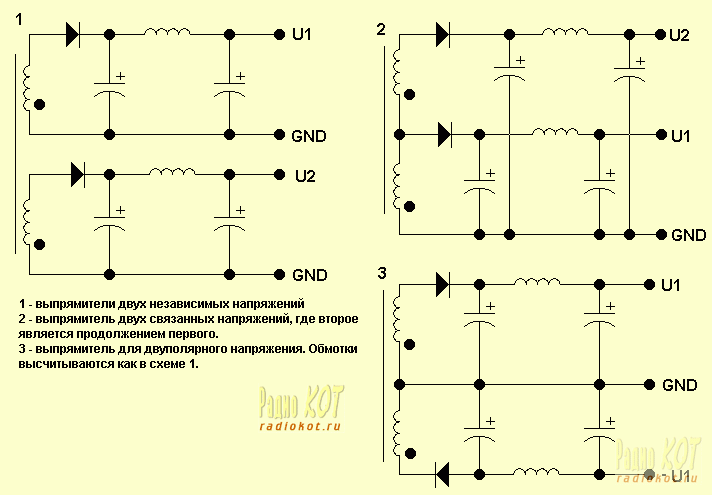 1
U1
+
+
GND
U2
+
+
GND
2
U2
+
+
U1
+
+
GND
3
U1
+
+
GND
+
+
- U1
1 - выпрямители двух независимых напряжений
2 - выпрямитель двух связанных напряжений, где второе
является продолжением первого.
3 - выпрямитель для двуполярного напряжения. Обмотки
высчитываются как в схеме 1.
Радио КОТ
radiokot.ru
Радио КОТ
radiokot.ru